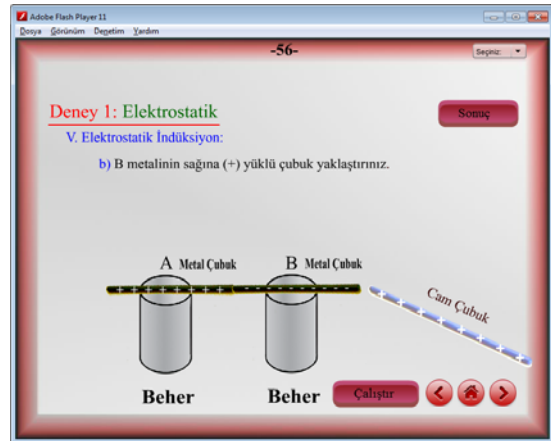 Adobe Flash Player 11
Dosya Görünüm Denetim Yardım
-56-
Seçiniz:
Deney 1: Elektrostatik
Sonuç
V. Elektrostatik İndüksiyon:
b) B metalinin sağına (+) yüklü çubuk yaklaştırınız.
A Metal Çubuk B Metal Çubuk
+ + + + + + + - - - - - - - -
Cam Çubuk
+ + + + + + + +
Beher Beher Çalıştır